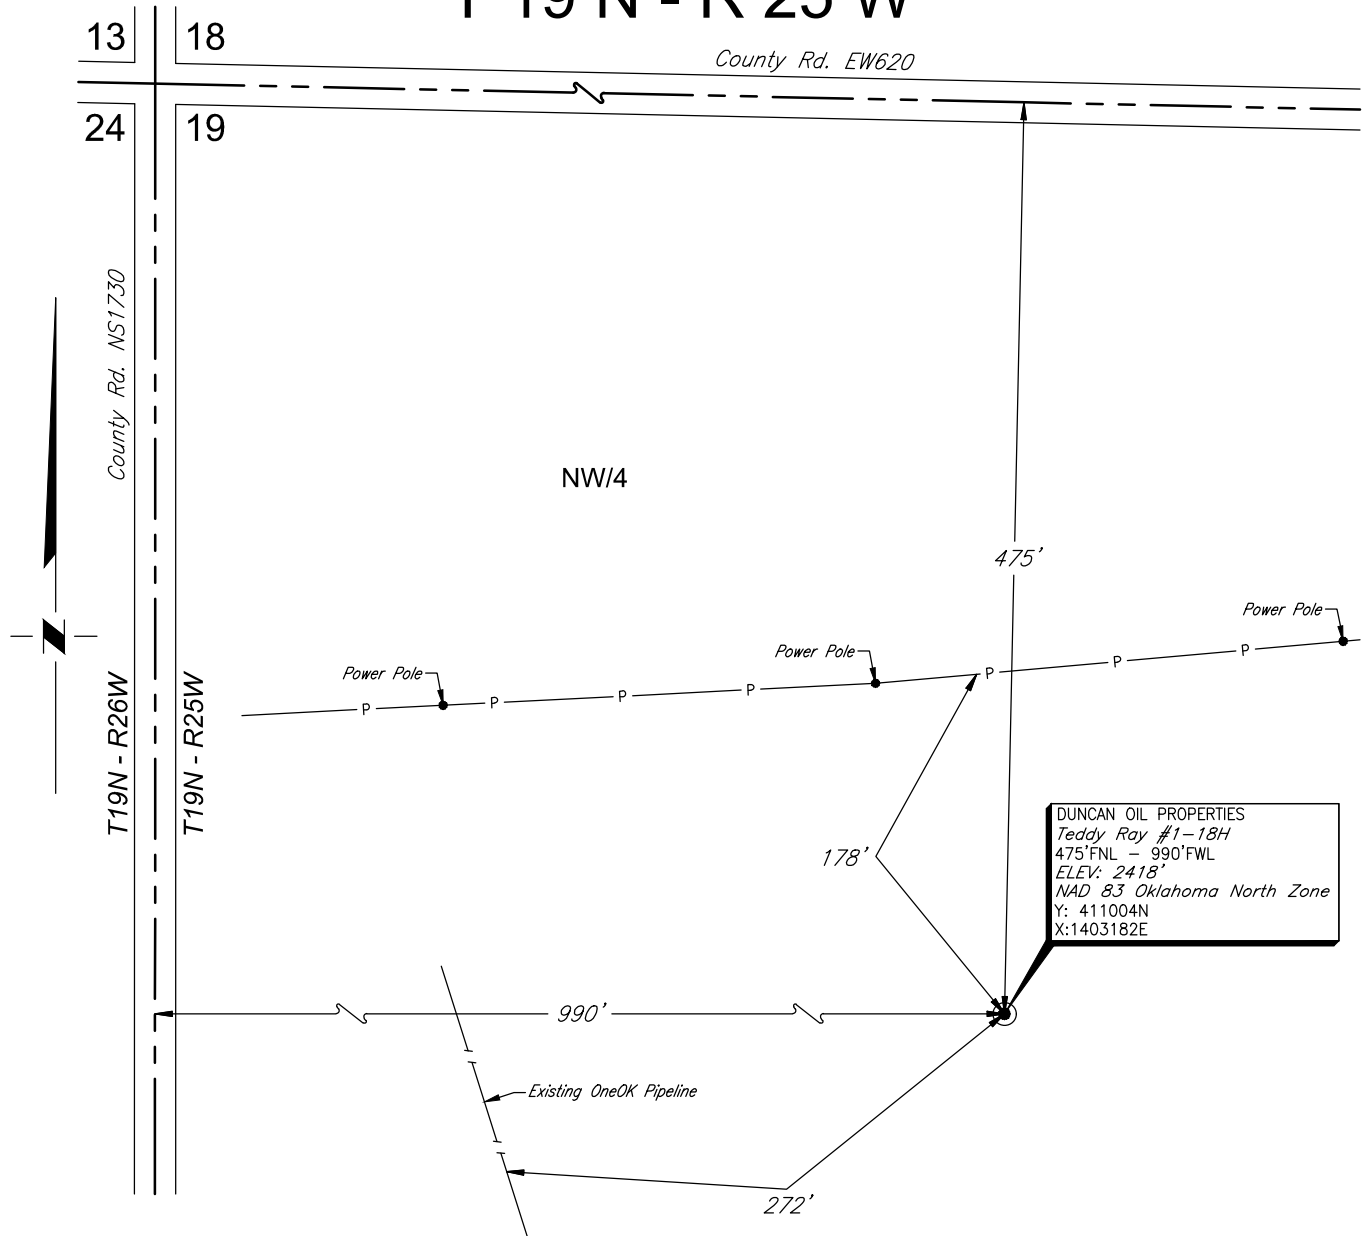 T 19 N - R 25 W
13
18
County Rd. EW620
24
19
County Rd. NS1730
NW/4
475'
Power Pole
Power Pole
Power Pole
P
P
P
P
P
P
P
N
T19N - R26W
T19N - R25W
DUNCAN OIL PROPERTIES
Teddy Ray #1-18H
475'FNL - 990'FWL
ELEV: 2418'
NAD 83 Oklahoma North Zone
Y: 411004N
X:1403182E
178'
990'
Existing OneOK Pipeline
272'